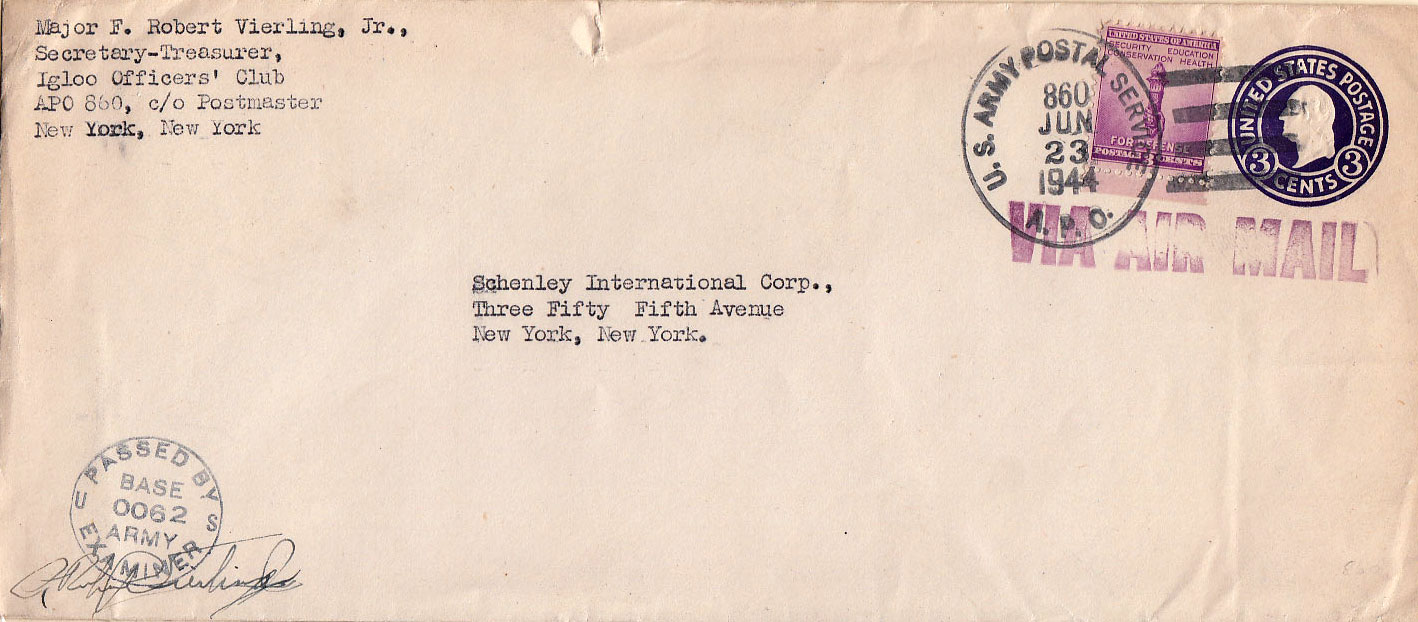 Major F. Robert Vierling, Jr.,
Secretary-Treasurer,
Igloo Officers' Club
APO 860, c/o Postmaster
New York, New York
U. S. ARMY POSTAL SERVICE
860
JUN
23
1944
A. P. O.
UNITED STATES OF AMERICA
SECURITY EDUCATION
CONSERVATION HEALTH
FOR DEFENSE
POSTAGE 3 CENTS
UNITED STATES POSTAGE
3 CENTS 3
VIA AIR MAIL
Schenley International Corp.,
Three Fifty Fifth Avenue
New York, New York.
PASSED BY
U S
BASE
0062
ARMY
EXAMINER